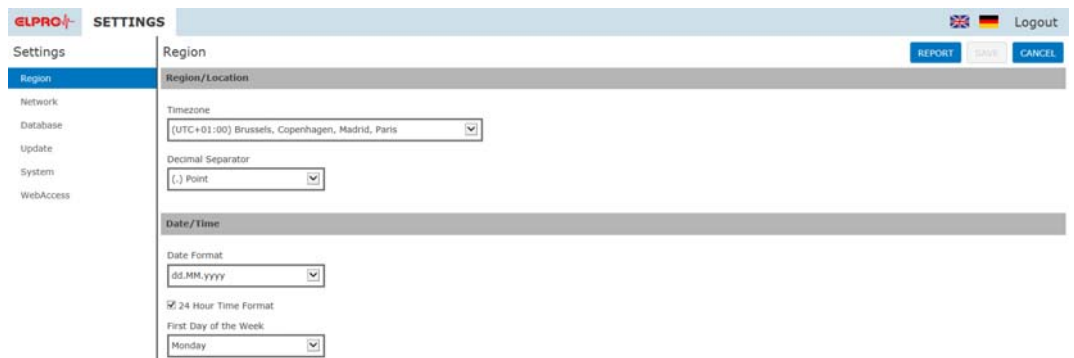 ELPRO SETTINGS Logout
Settings
Region
Network
Database
Update
System
WebAccess
Region REPORT SAVE CANCEL
Region/Location
Timezone
(UTC+01:00) Brussels, Copenhagen, Madrid, Paris
Decimal Separator
(.) Point
Date/Time
Date Format
dd.MM.yyyy
24 Hour Time Format
First Day of the Week
Monday